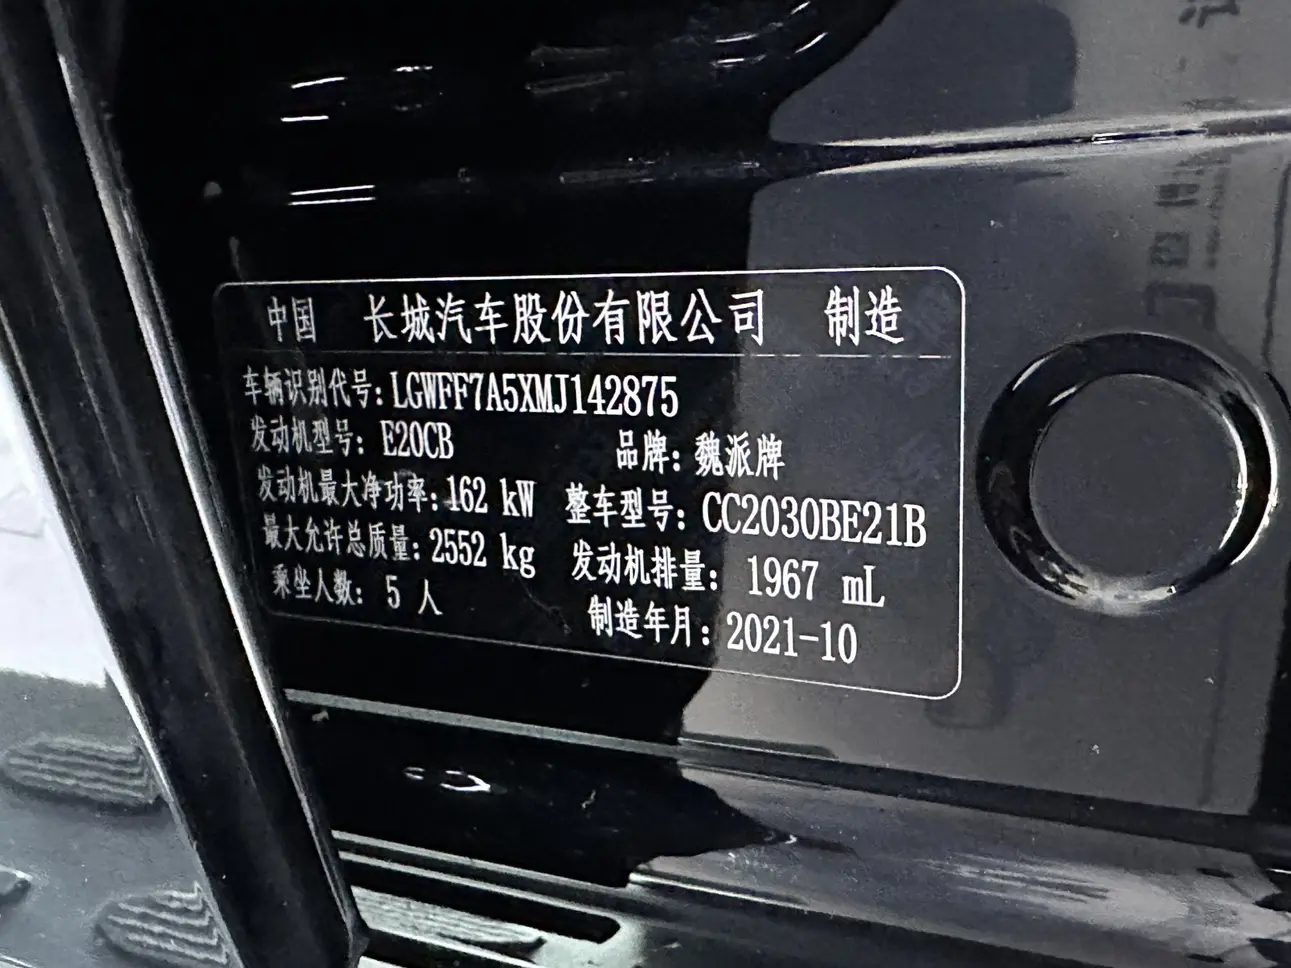 中国 长城汽车股份有限公司 制造
车辆识别代号: LGWFF7A5XMJ142875
发动机型号: E20CB 品牌: 魏派牌
发动机最大净功率: 162 kW 整车型号: CC2030BE21B
最大允许总质量: 2552 kg 发动机排量: 1967 mL
乘坐人数: 5 人 制造年月: 2021-10